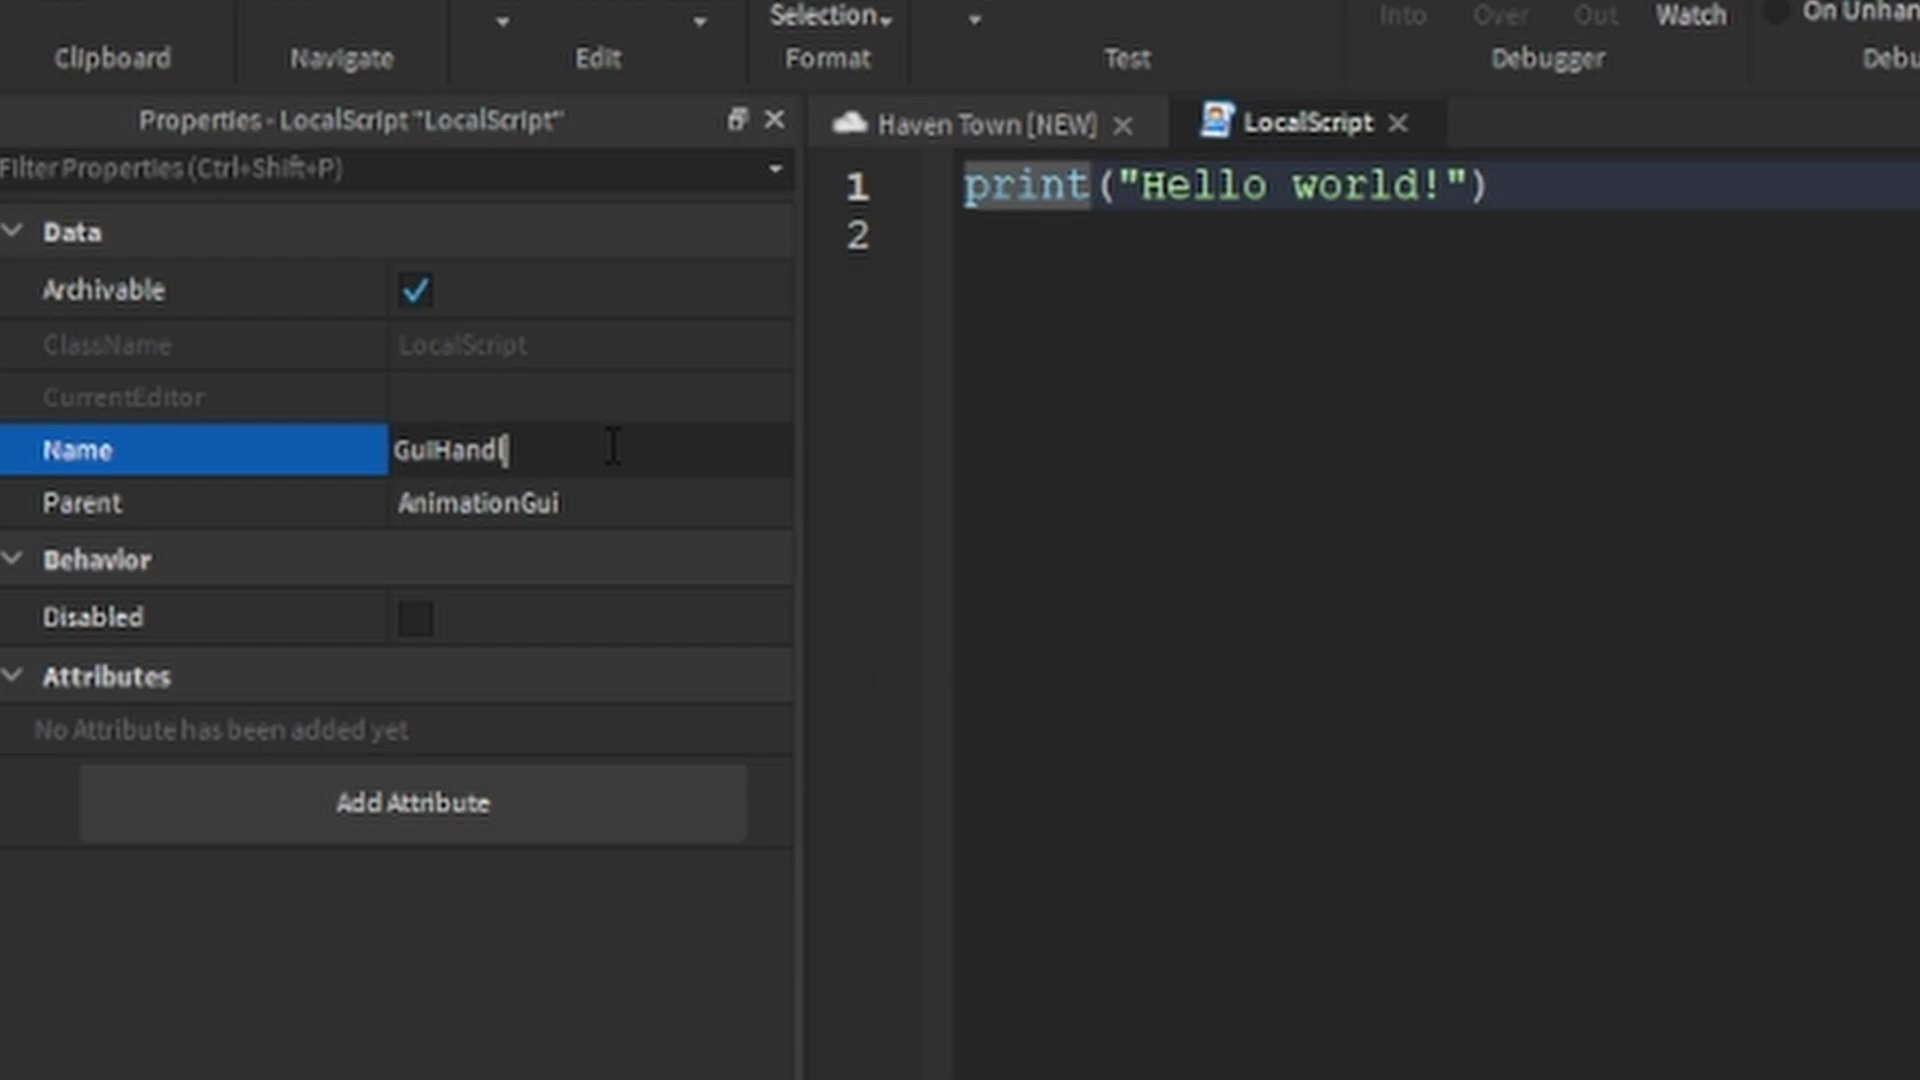 Selection
Into Over Out Watch On Unhan
Clipboard Navigate Edit Format Test Debugger Debu
Properties - LocalScript "LocalScript"
Haven Town [NEW]
LocalScript
Filter Properties (Ctrl+Shift+P)
1 print("Hello world!")
2
Data
Archivable
ClassName LocalScript
CurrentEditor
Name GuiHandl
Parent AnimationGui
Behavior
Disabled
Attributes
No Attribute has been added yet
Add Attribute